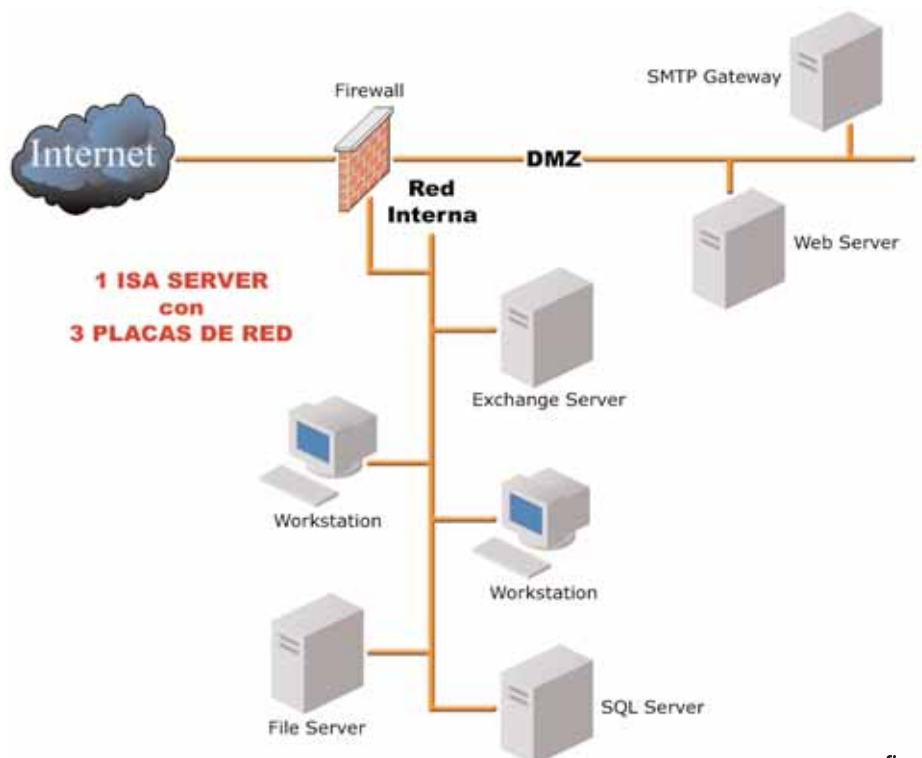 SMTP Gateway
Firewall
Internet
DMZ
Red
Interna
Web Server
1 ISA SERVER
con
3 PLACAS DE RED
Exchange Server
Workstation
Workstation
File Server
SQL Server